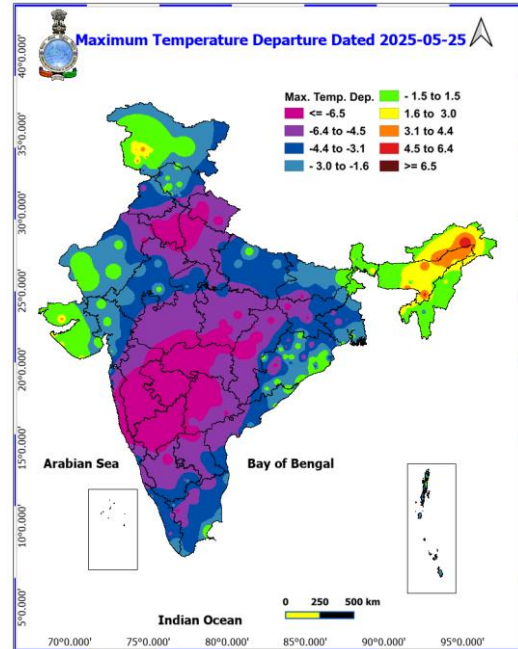 Maximum Temperature Departure Dated 2025-05-25
Max. Temp. Dep.
<= -6.5
-6.4 to -4.5
-4.4 to -3.1
- 3.0 to -1.6
- 1.5 to 1.5
1.6 to 3.0
3.1 to 4.4
4.5 to 6.4
>= 6.5
40°0.000'
35°0.000'
30°0.000'
25°0.000'
20°0.000'
15°0.000'
10°0.000'
5°0.000'
Arabian Sea
Bay of Bengal
Indian Ocean
0 250 500 km
70°0.000' 75°0.000' 80°0.000' 85°0.000' 90°0.000' 95°0.000'